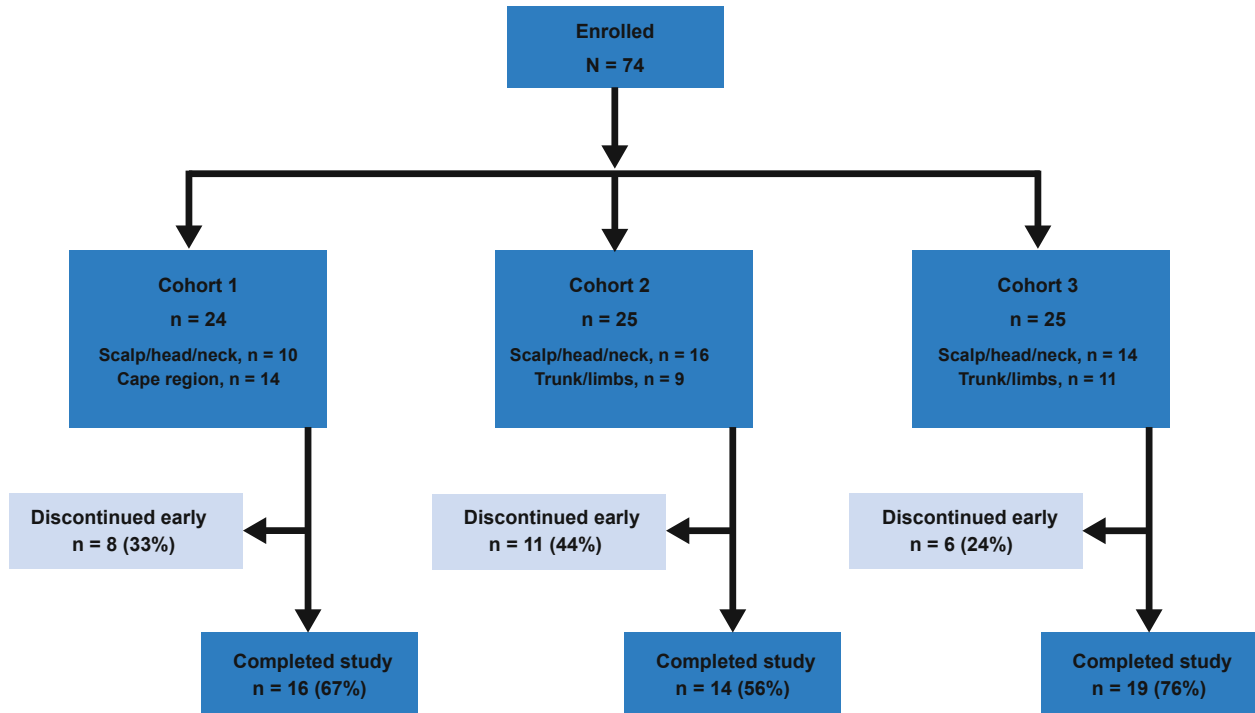 Enrolled
N = 74
Cohort 1
n = 24
Scalp/head/neck, n = 10
Cape region, n = 14
Cohort 2
n = 25
Scalp/head/neck, n = 16
Trunk/limbs, n = 9
Cohort 3
n = 25
Scalp/head/neck, n = 14
Trunk/limbs, n = 11
Discontinued early
n = 8 (33%)
Discontinued early
n = 11 (44%)
Discontinued early
n = 6 (24%)
Completed study
n = 16 (67%)
Completed study
n = 14 (56%)
Completed study
n = 19 (76%)